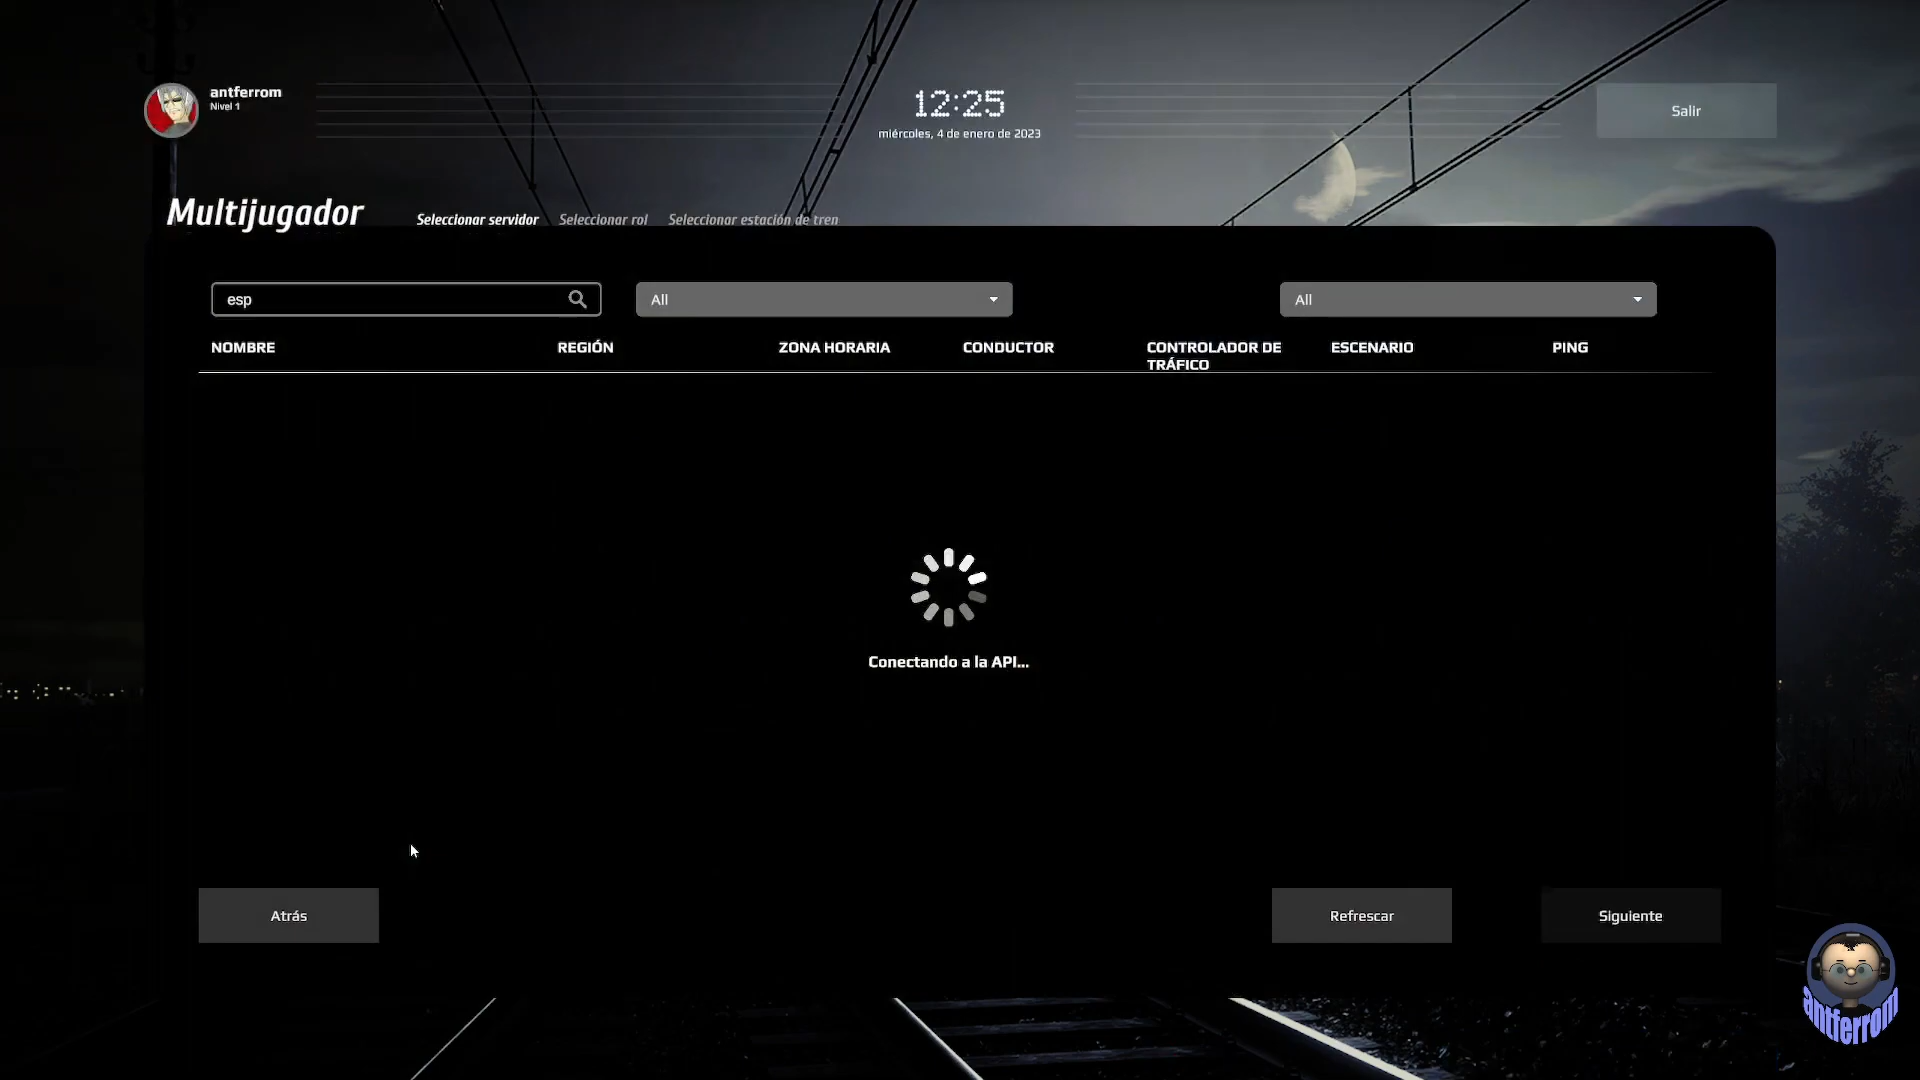 antferrom
Nivel 1
12:25
miércoles, 4 de enero de 2023
Salir
Multijugador
Seleccionar servidor
Seleccionar rol
Seleccionar estación de tren
esp
All
All
NOMBRE
REGIÓN
ZONA HORARIA
CONDUCTOR
CONTROLADOR DE
TRÁFICO
ESCENARIO
PING
Conectando a la API...
Atrás
Refrescar
Siguiente
antferrom